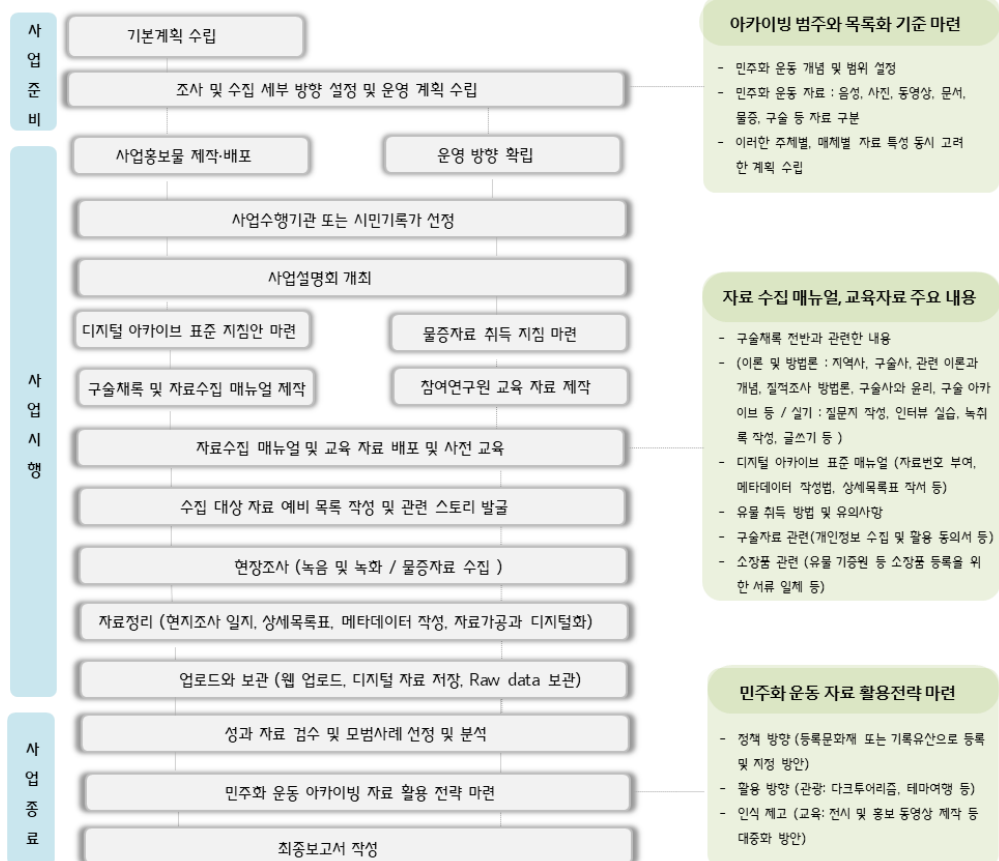 사
업
준
비
기본계획 수립
조사 및 수집 세부 방향 설정 및 운영 계획 수립
아카이빙 범주와 목록화 기준 마련
- 민주화 운동 개념 및 범위 설정
- 민주화 운동 자료 : 음성, 사진, 동영상, 문서,
물증, 구술 등 자료 구분
- 이러한 주체별, 매체별 자료 특성 동시 고려
한 계획 수립
사
업
시
행
사업홍보물 제작·배포
운영 방향 확립
사업수행기관 또는 시민기록가 선정
사업설명회 개최
디지털 아카이브 표준 지침안 마련
물증자료 취득 지침 마련
구술채록 및 자료수집 매뉴얼 제작
참여연구원 교육 자료 제작
자료수집 매뉴얼 및 교육 자료 배포 및 사전 교육
수집 대상 자료 예비 목록 작성 및 관련 스토리 발굴
현장조사 (녹음 및 녹화 / 물증자료 수집 )
자료정리 (현지조사 일지, 상세목록표, 메타데이터 작성, 자료가공과 디지털화)
업로드와 보관 (웹 업로드, 디지털 자료 저장, Raw data 보관)
자료 수집 매뉴얼, 교육자료 주요 내용
- 구술채록 전반과 관련한 내용
- (이론 및 방법론 : 지역사, 구술사, 관련 이론과
개념, 질적조사 방법론, 구술사와 윤리, 구술 아카
이브 등 / 실기 : 질문지 작성, 인터뷰 실습, 녹취
록 작성, 글쓰기 등 )
- 디지털 아카이브 표준 매뉴얼 (자료번호 부여,
메타데이터 작성법, 상세목록표 작서 등)
- 유물 취득 방법 및 유의사항
- 구술자료 관련(개인정보 수집 및 활용 동의서 등)
- 소장품 관련 (유물 기증원 등 소장품 등록을 위
한 서류 일체 등)
사
업
종
료
성과 자료 검수 및 모범사례 선정 및 분석
민주화 운동 아카이빙 자료 활용 전략 마련
최종보고서 작성
민주화 운동 자료 활용전략 마련
- 정책 방향 (등록문화재 또는 기록유산으로 등록
및 지정 방안)
- 활용 방향 (관광: 다크투어리즘, 테마여행 등)
- 인식 제고 (교육: 전시 및 홍보 동영상 제작 등
대중화 방안)